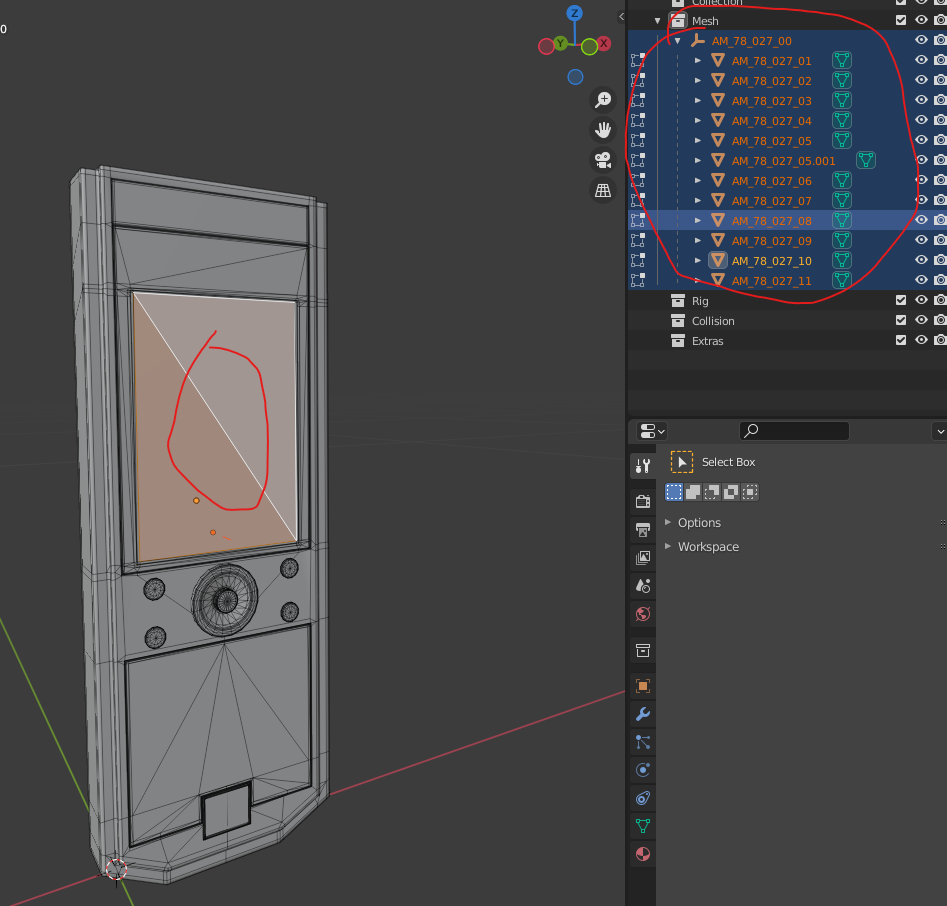 Collection
0
Z
Y
X
Mesh
AM_78_027_00
AM_78_027_01
AM_78_027_02
AM_78_027_03
AM_78_027_04
AM_78_027_05
AM_78_027_05.001
AM_78_027_06
AM_78_027_07
AM_78_027_08
AM_78_027_09
AM_78_027_10
AM_78_027_11
Rig
Collision
Extras
Select Box
Options
Workspace